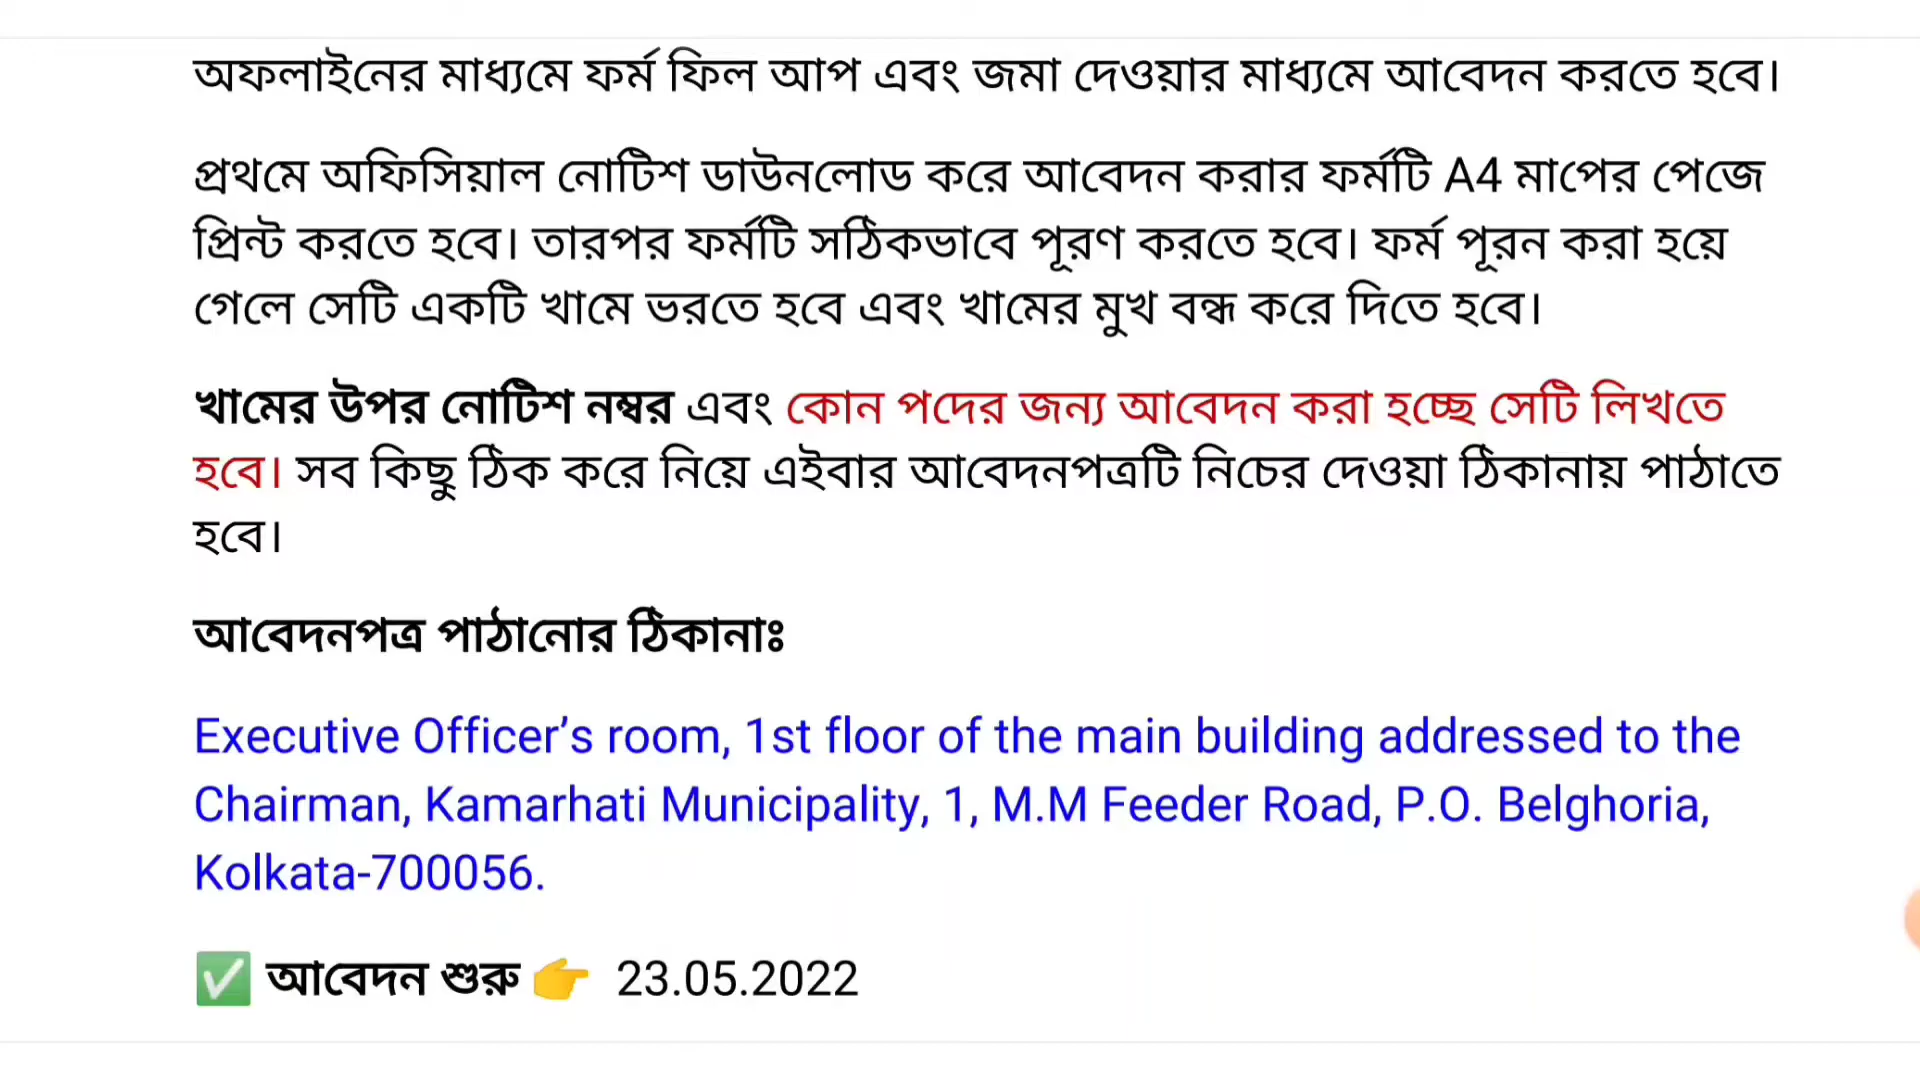 অফলাইনের মাধ্যমে ফর্ম ফিল আপ এবং জমা দেওয়ার মাধ্যমে আবেদন করতে হবে।
প্রথমে অফিসিয়াল নোটিশ ডাউনলোড করে আবেদন করার ফর্মটি A4 মাপের পেজে
প্রিন্ট করতে হবে। তারপর ফর্মটি সঠিকভাবে পূরণ করতে হবে। ফর্ম পূরন করা হয়ে
গেলে সেটি একটি খামে ভরতে হবে এবং খামের মুখ বন্ধ করে দিতে হবে।
খামের উপর নোটিশ নম্বর এবং কোন পদের জন্য আবেদন করা হচ্ছে সেটি লিখতে
হবে। সব কিছু ঠিক করে নিয়ে এইবার আবেদনপত্রটি নিচের দেওয়া ঠিকানায় পাঠাতে
হবে।
আবেদনপত্র পাঠানোর ঠিকানাঃ
Executive Officer’s room, 1st floor of the main building addressed to the
Chairman, Kamarhati Municipality, 1, M.M Feeder Road, P.O. Belghoria,
Kolkata-700056.
✅ আবেদন শুরু 👉 23.05.2022